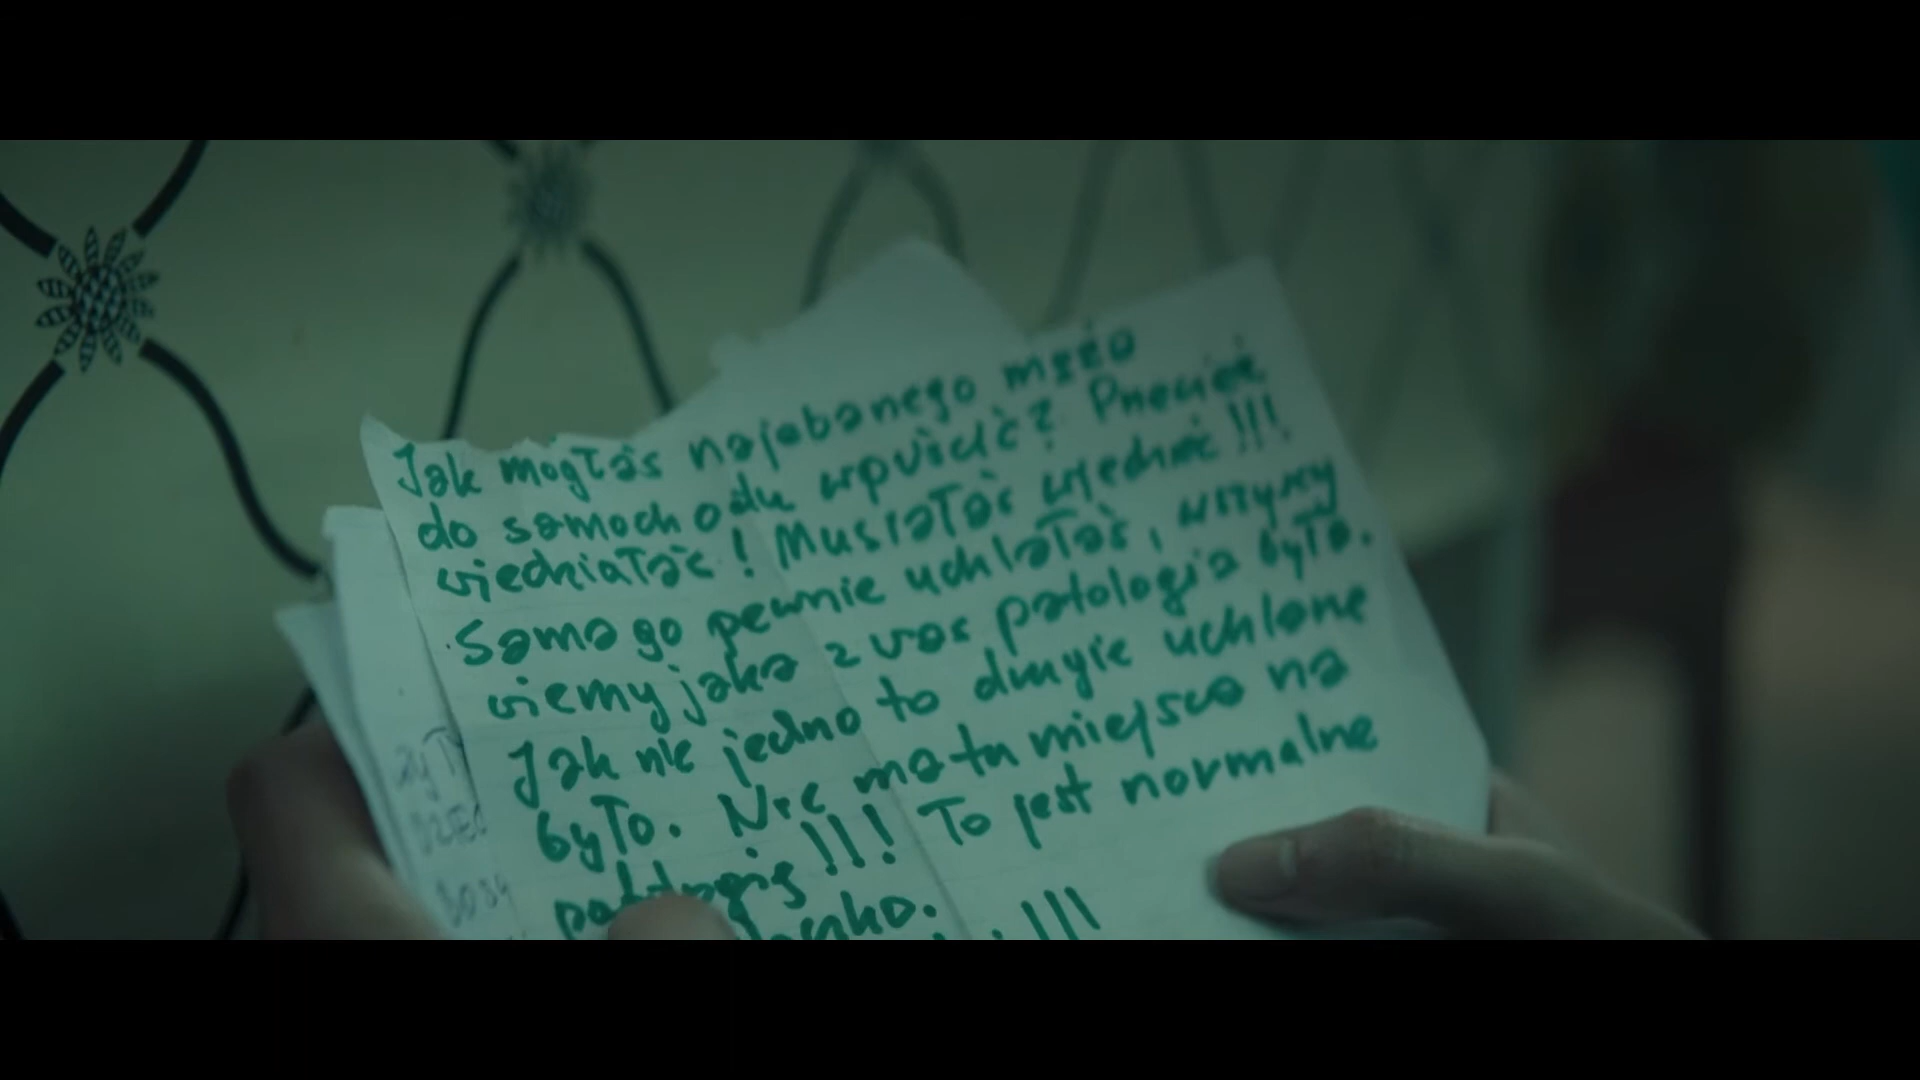 Jak mogłaś najebanego męża
do samochodu wpuścić? Przecież
wiedziałaś! Musiałaś wiedzieć!!!
Sama go pewnie uchlałaś, wszyscy
wiemy jaka z was patologia była.
Jak nie jedno to drugie uchlane
było. Nie ma tu miejsca na
patologię!!! To jest normalne
!!!